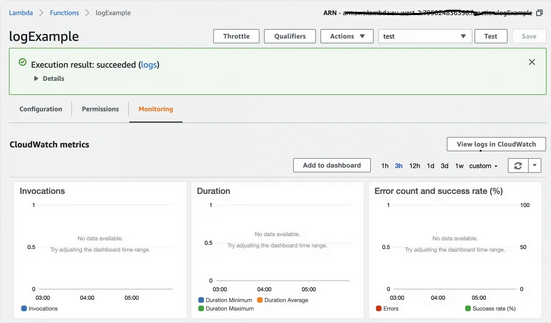 Lambda > Functions > logExample
ARN -
logExample
Throttle Qualifiers Actions ▼ test ▼ Test Save
Execution result: succeeded (logs)
▶ Details
Configuration Permissions Monitoring
CloudWatch metrics
View logs in CloudWatch
Add to dashboard 1h 3h 12h 1d 3d 1w custom
Invocations
1
No data available.
0.5
Try adjusting the dashboard time range.
0
03:00 04:00 05:00
Invocations
Duration
1
No data available.
0.5
Try adjusting the dashboard time range.
0
03:00 04:00 05:00
Duration Minimum Duration Average
Duration Maximum
Error count and success rate (%)
1 100
No data available.
0.5 50
Try adjusting the dashboard time range.
0 0
03:00 04:00 05:00
Errors Success rate (%)